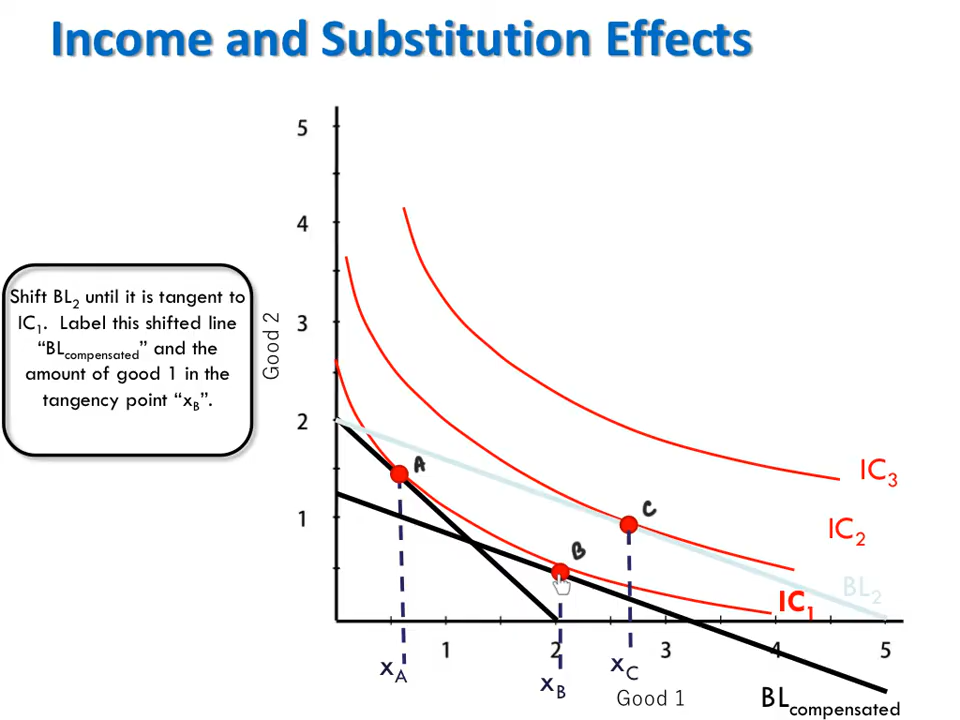 Income and Substitution Effects
Shift BL₂ until it is tangent to
IC₁. Label this shifted line
“BLcompensated” and the
amount of good 1 in the
tangency point “xB”.
Good 2
5
4
3
2
1
A
B
C
IC₃
IC₂
BL₂
IC₁
1
2
3
4
5
xA
xB
xC
Good 1
BLcompensated